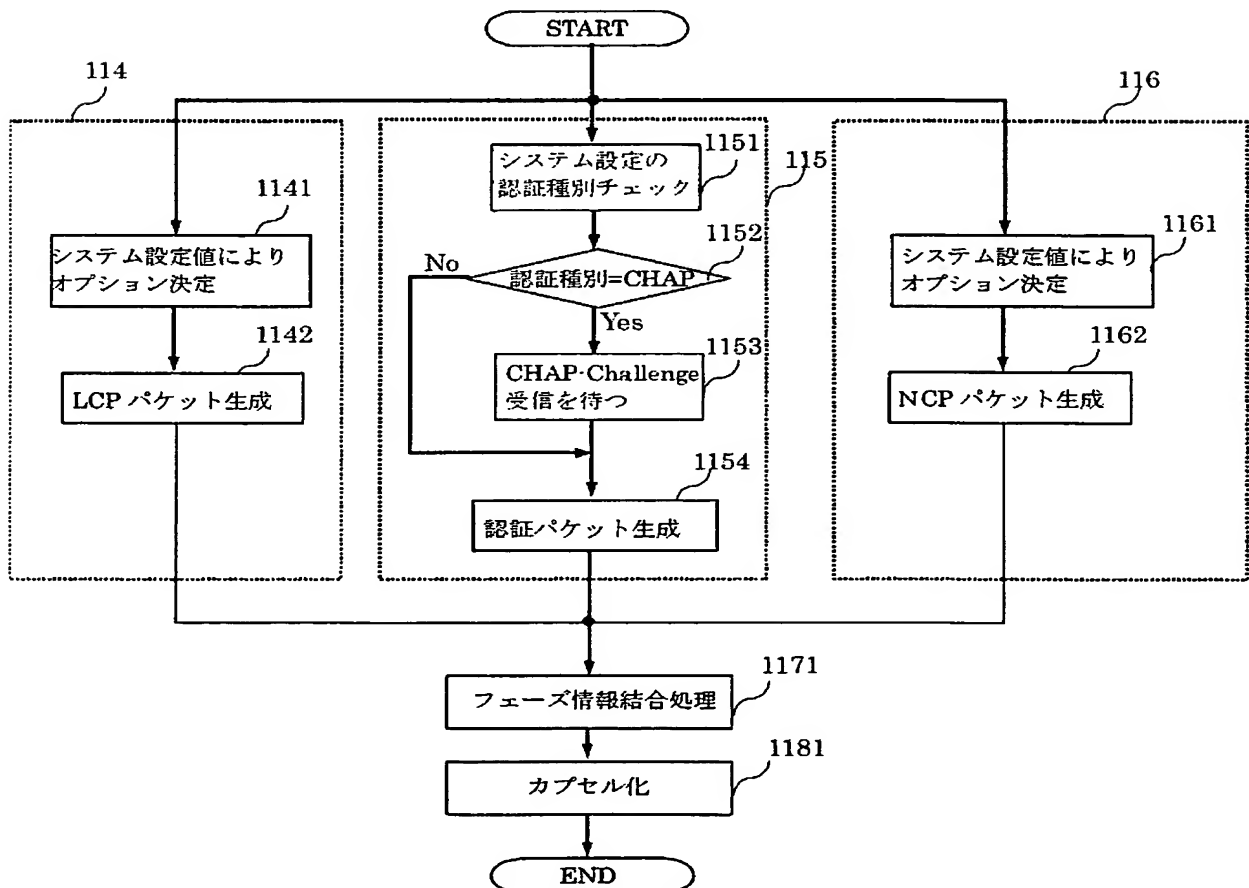 START
114
116
1151
システム設定の
認証種別チェック
115
1141
システム設定値により
オプション決定
1152
No
認証種別=CHAP
Yes
1161
システム設定値により
オプション決定
1142
LCP パケット生成
1153
CHAP-Challenge
受信を待つ
1162
NCP パケット生成
1154
認証パケット生成
1171
フェーズ情報結合処理
1181
カプセル化
END